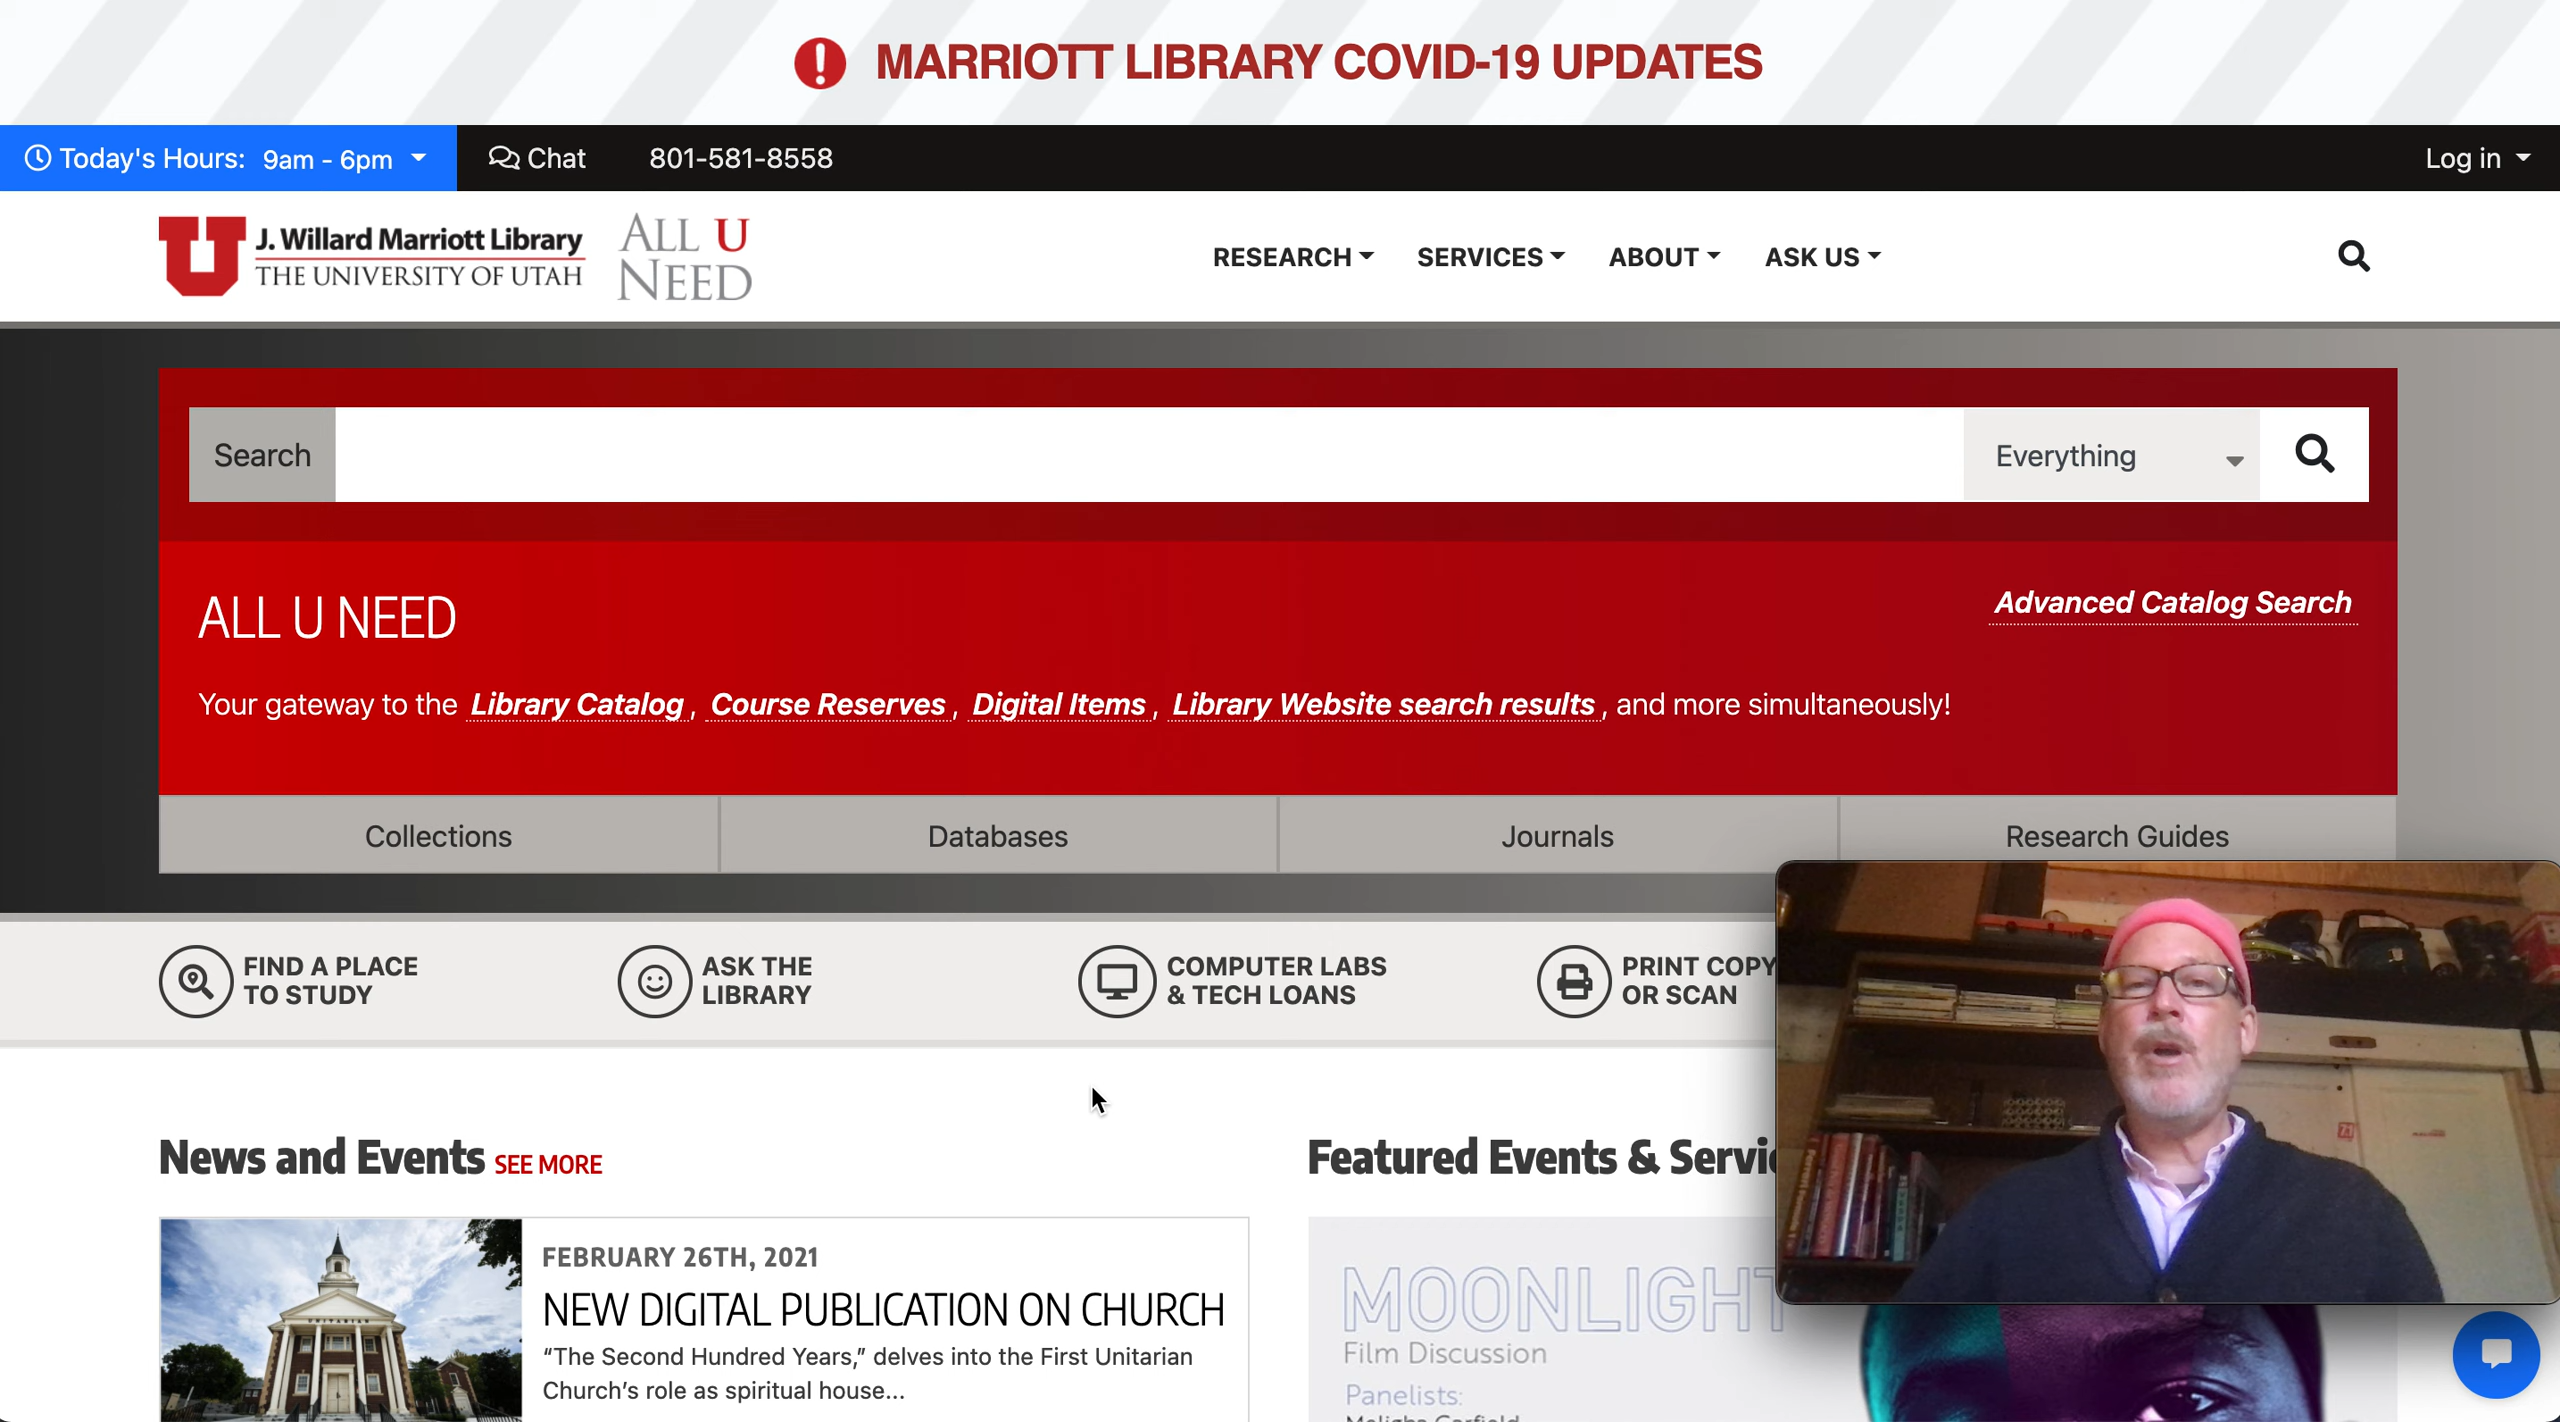 MARRIOTT LIBRARY COVID-19 UPDATES
Today's Hours: 9am - 6pm
Chat
801-581-8558
Log in
U J. Willard Marriott Library
THE UNIVERSITY OF UTAH
ALL U
NEED
RESEARCH
SERVICES
ABOUT
ASK US
Search
Everything
ALL U NEED
Advanced Catalog Search
Your gateway to the Library Catalog, Course Reserves, Digital Items, Library Website search results, and more simultaneously!
Collections
Databases
Journals
Research Guides
FIND A PLACE
TO STUDY
ASK THE
LIBRARY
COMPUTER LABS
& TECH LOANS
PRINT COPY
OR SCAN
News and Events SEE MORE
Featured Events &
FEBRUARY 26TH, 2021
NEW DIGITAL PUBLICATION ON CHURCH
“The Second Hundred Years,” delves into the First Unitarian
Church’s role as spiritual house...
UNITARIAN
MOONLIGHT
Film Discussion
Panelists: